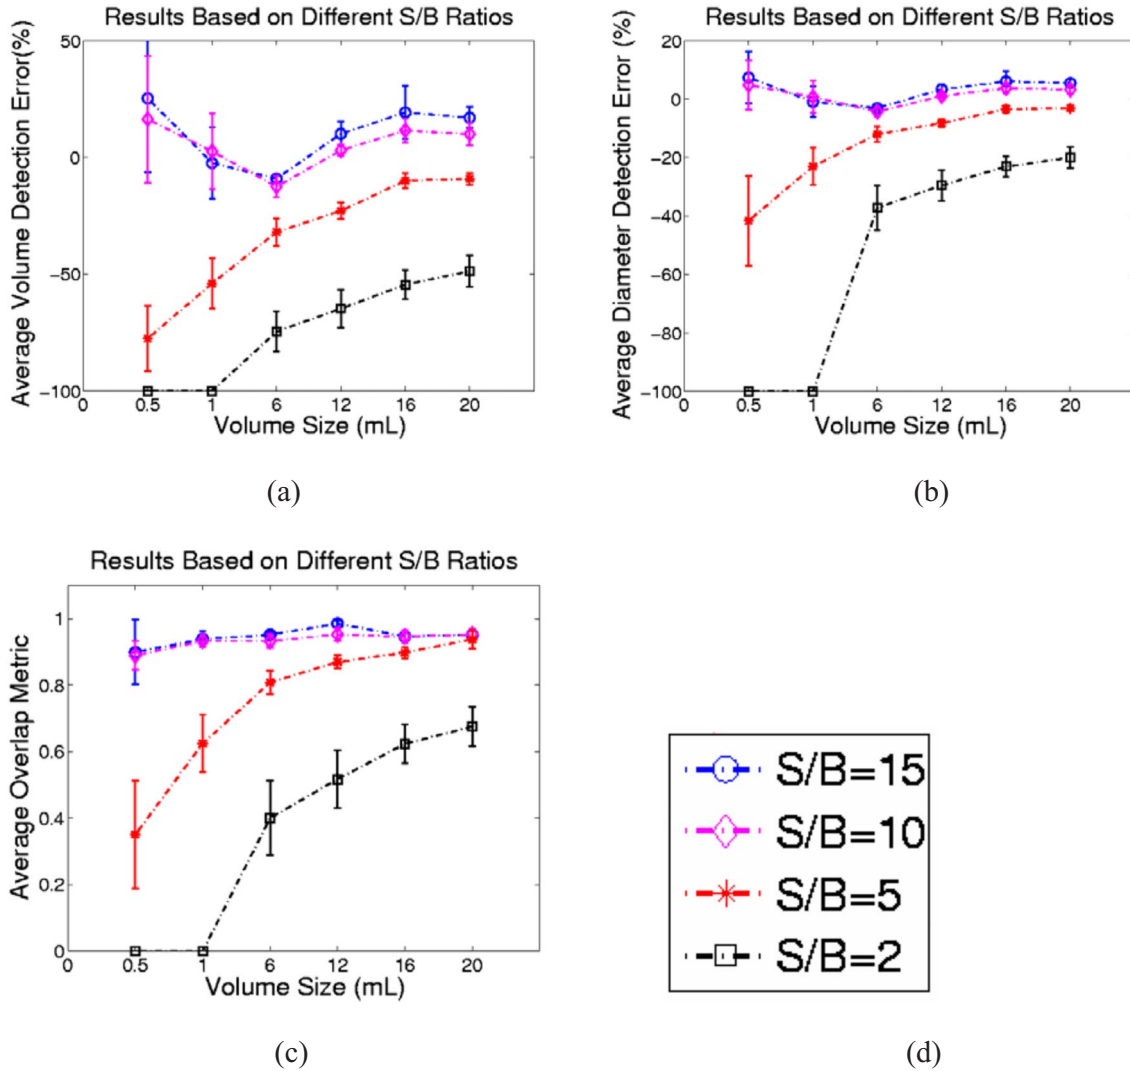 Results Based on Different S/B Ratios
Average Volume Detection Error(%)
50
0
−50
−100
0
0.5
1
6
12
16
20
Volume Size (mL)
(a)
Results Based on Different S/B Ratios
Average Diameter Detection Error (%)
20
0
−20
−40
−60
−80
−100
0
0.5
1
6
12
16
20
Volume Size (mL)
(b)
Results Based on Different S/B Ratios
Average Overlap Metric
1
0.8
0.6
0.4
0.2
0
0
0.5
1
6
12
16
20
Volume Size (mL)
(c)
S/B=15
S/B=10
S/B=5
S/B=2
(d)